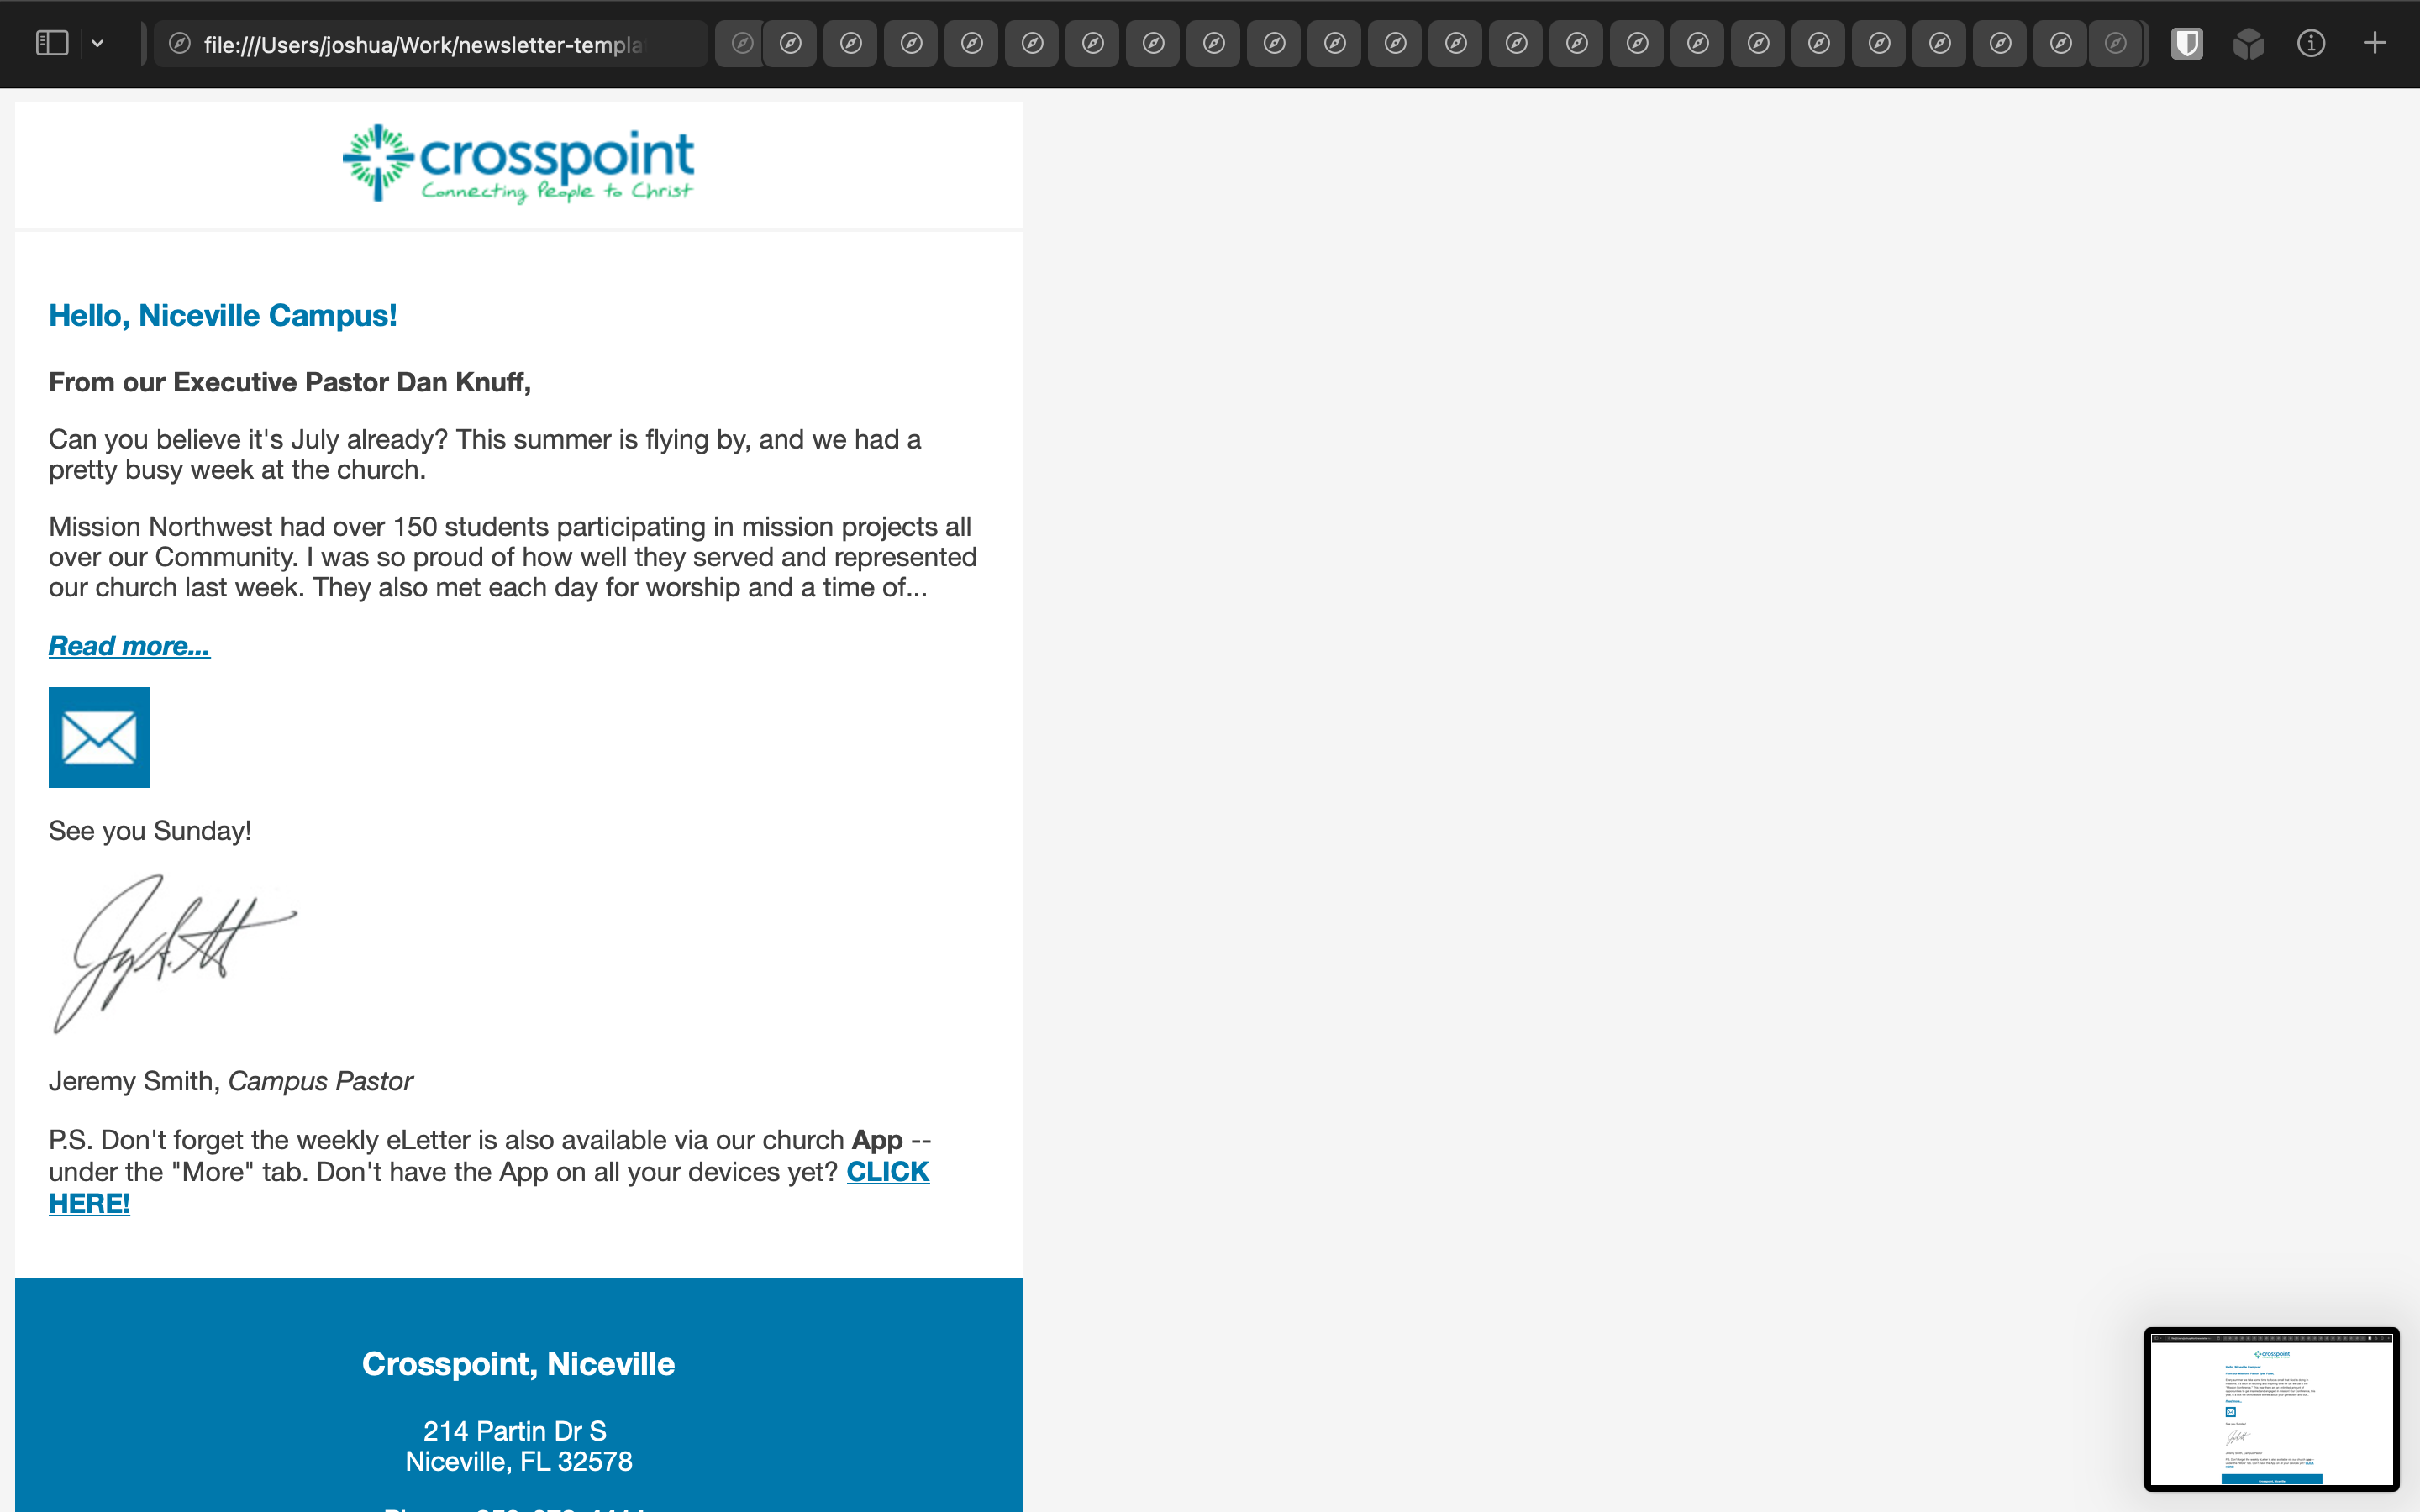 file:///Users/joshua/Work/newsletter-templa
crosspoint
Connecting People to Christ
Hello, Niceville Campus!
From our Executive Pastor Dan Knuff,
Can you believe it's July already? This summer is flying by, and we had a
pretty busy week at the church.
Mission Northwest had over 150 students participating in mission projects all
over our Community. I was so proud of how well they served and represented
our church last week. They also met each day for worship and a time of...
Read more...
See you Sunday!
Jeremy Smith, Campus Pastor
P.S. Don't forget the weekly eLetter is also available via our church App --
under the "More" tab. Don't have the App on all your devices yet? CLICK
HERE!
Crosspoint, Niceville
214 Partin Dr S
Niceville, FL 32578
crosspoint